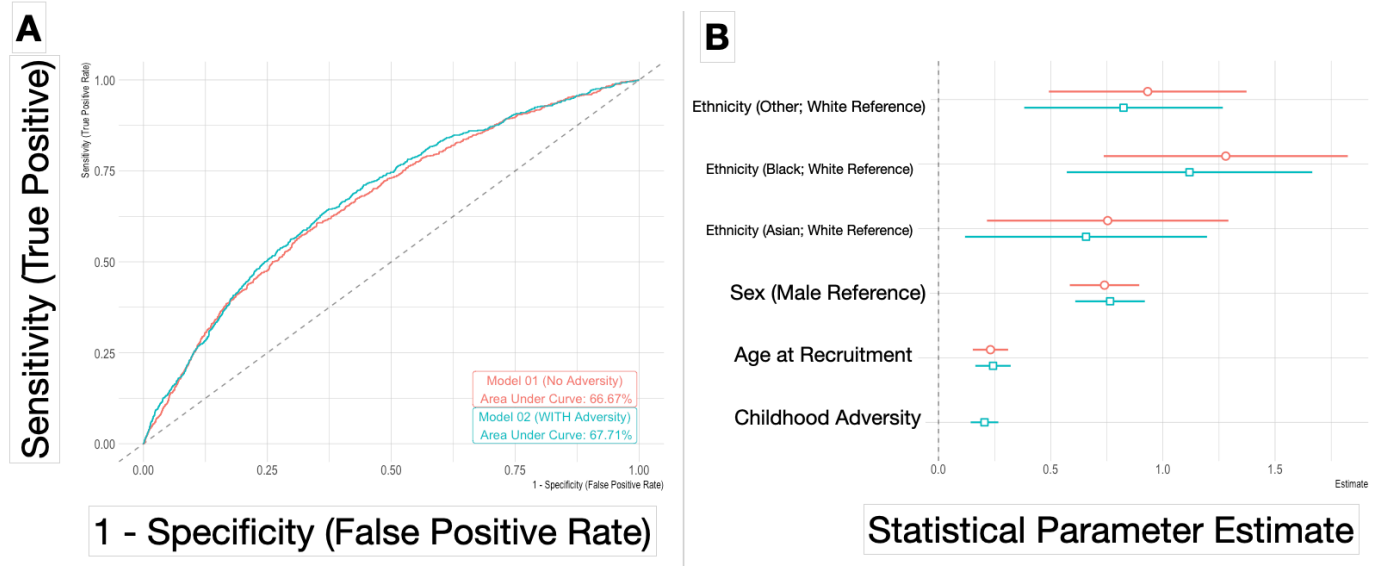 A
Sensitivity (True Positive)
Sensitivity (True Positive Rate)
1.00
0.75
0.50
0.25
0.00
Model 01 (No Adversity)
Area Under Curve: 66.67%
Model 02 (WITH Adversity)
Area Under Curve: 67.71%
0.00 0.25 0.50 0.75 1.00
1 - Specificity (False Positive Rate)
1 - Specificity (False Positive Rate)
B
Ethnicity (Other; White Reference)
Ethnicity (Black; White Reference)
Ethnicity (Asian; White Reference)
Sex (Male Reference)
Age at Recruitment
Childhood Adversity
0.0 0.5 1.0 1.5
Estimate
Statistical Parameter Estimate